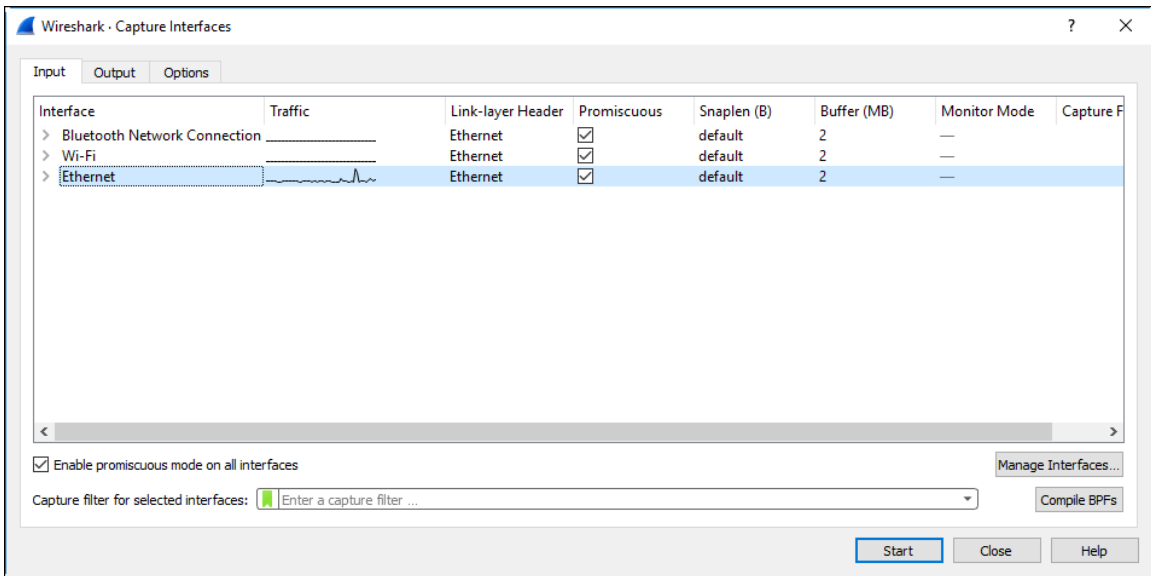 Wireshark · Capture Interfaces ?
Input Output Options
Interface Traffic Link-layer Header Promiscuous Snaplen (B) Buffer (MB) Monitor Mode Capture F
Bluetooth Network Connection Ethernet default 2 —
Wi-Fi Ethernet default 2 —
Ethernet Ethernet default 2 —
Enable promiscuous mode on all interfaces Manage Interfaces...
Capture filter for selected interfaces: Enter a capture filter ... Compile BPFs
Start Close Help